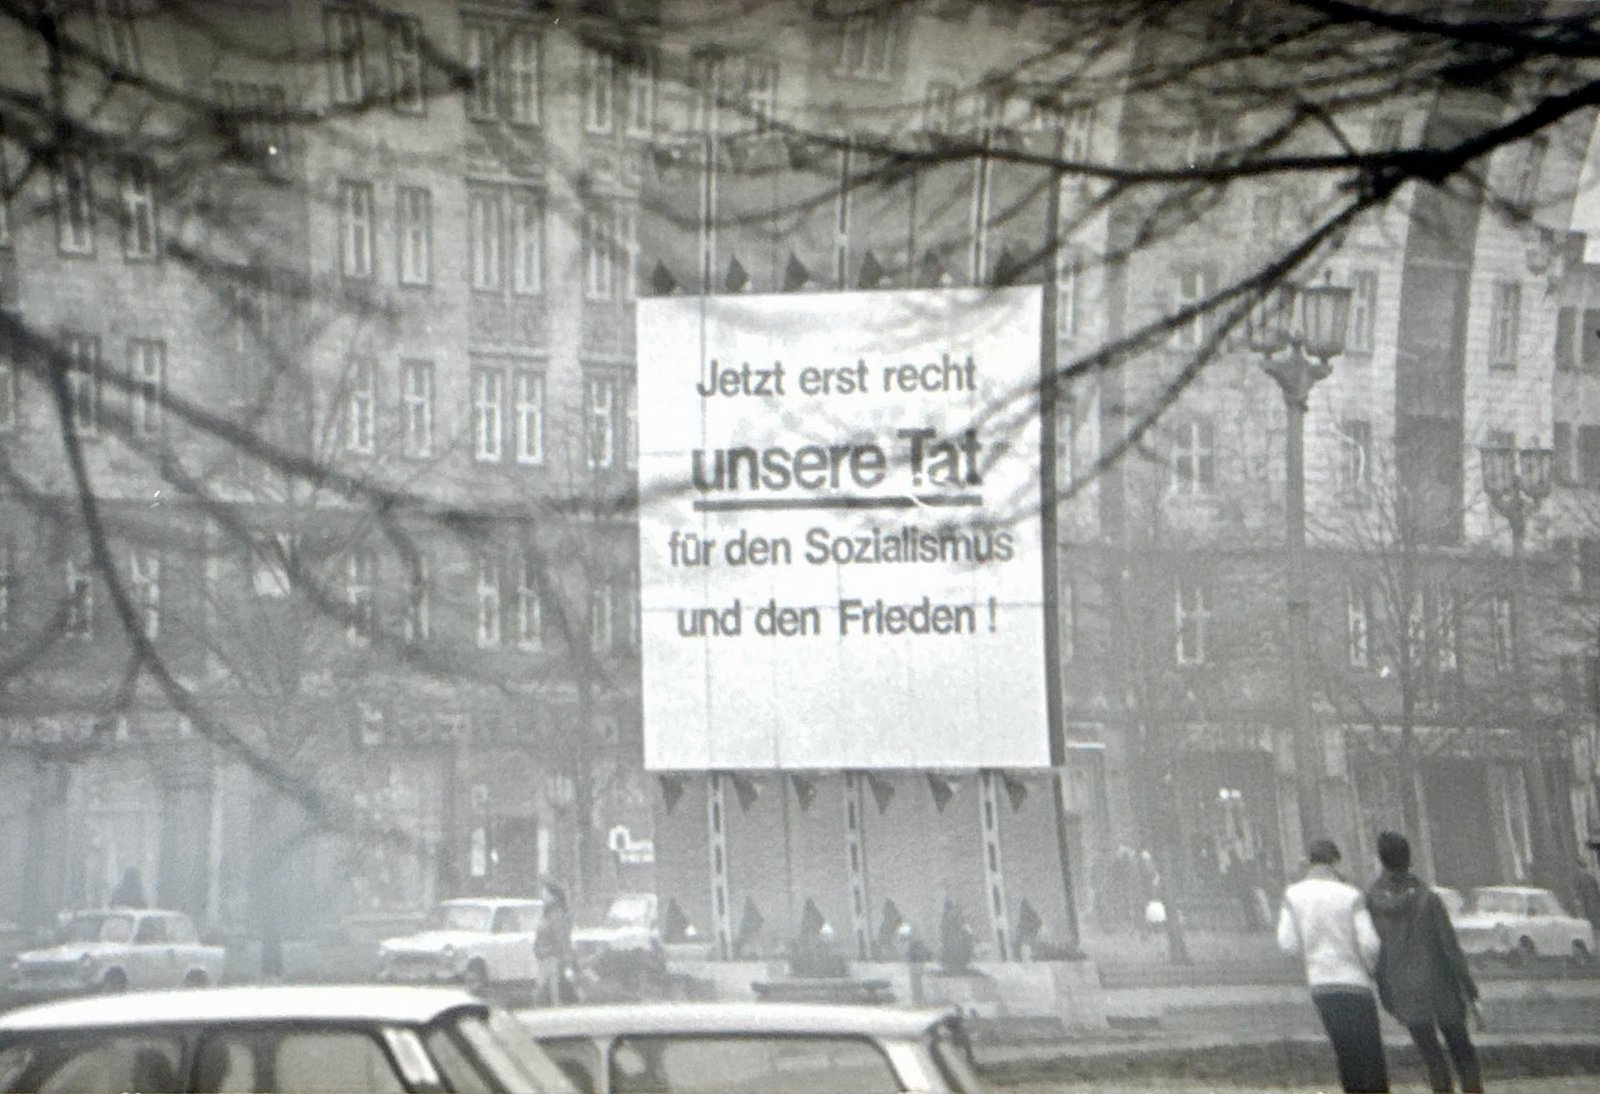 Jetzt erst recht
unsere Tat
für den Sozialismus
und den Frieden !